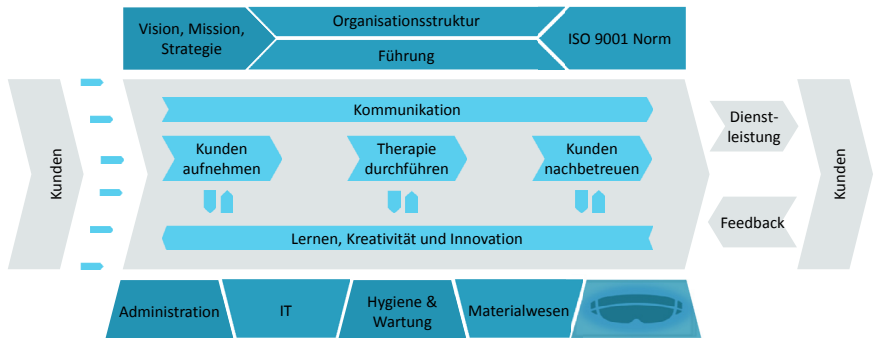 Vision, Mission,
Strategie
Organisationsstruktur
Führung
ISO 9001 Norm
Kunden
Kommunikation
Kunden
aufnehmen
Therapie
durchführen
Kunden
nachbetreuen
Lernen, Kreativität und Innovation
Dienst-
leistung
Feedback
Kunden
Administration
IT
Hygiene &
Wartung
Materialwesen